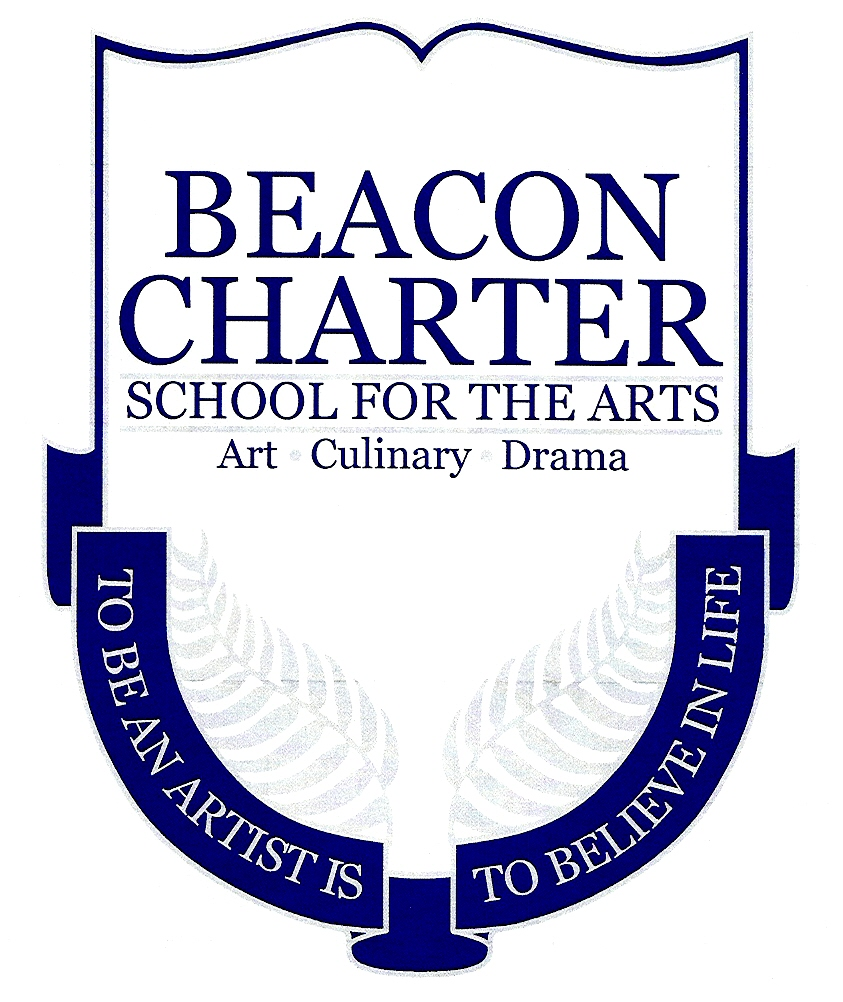 BEACON
CHARTER
SCHOOL FOR THE ARTS
Art • Culinary • Drama
TO BE AN ARTIST IS
TO BELIEVE IN LIFE